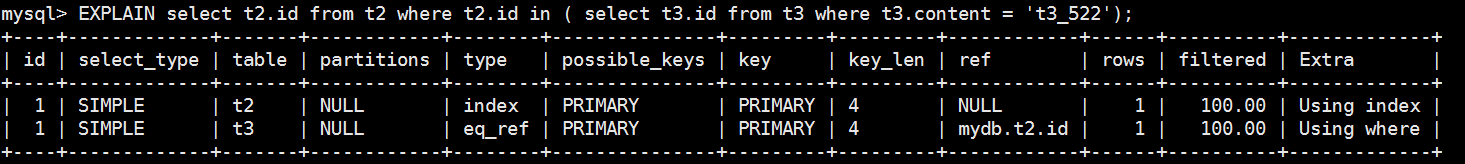 mysql> EXPLAIN select t2.id from t2 where t2.id in ( select t3.id from t3 where t3.content = 't3_522');
+----+-------------+-------+------------+--------+---------------+---------+---------+------------+------+----------+-------------+
| id | select_type | table | partitions | type   | possible_keys | key     | key_len | ref        | rows | filtered | Extra       |
+----+-------------+-------+------------+--------+---------------+---------+---------+------------+------+----------+-------------+
|  1 | SIMPLE      | t2    | NULL       | index  | PRIMARY       | PRIMARY | 4       | NULL       |    1 |   100.00 | Using index |
|  1 | SIMPLE      | t3    | NULL       | eq_ref | PRIMARY       | PRIMARY | 4       | mydb.t2.id |    1 |   100.00 | Using where |
+----+-------------+-------+------------+--------+---------------+---------+---------+------------+------+----------+-------------+